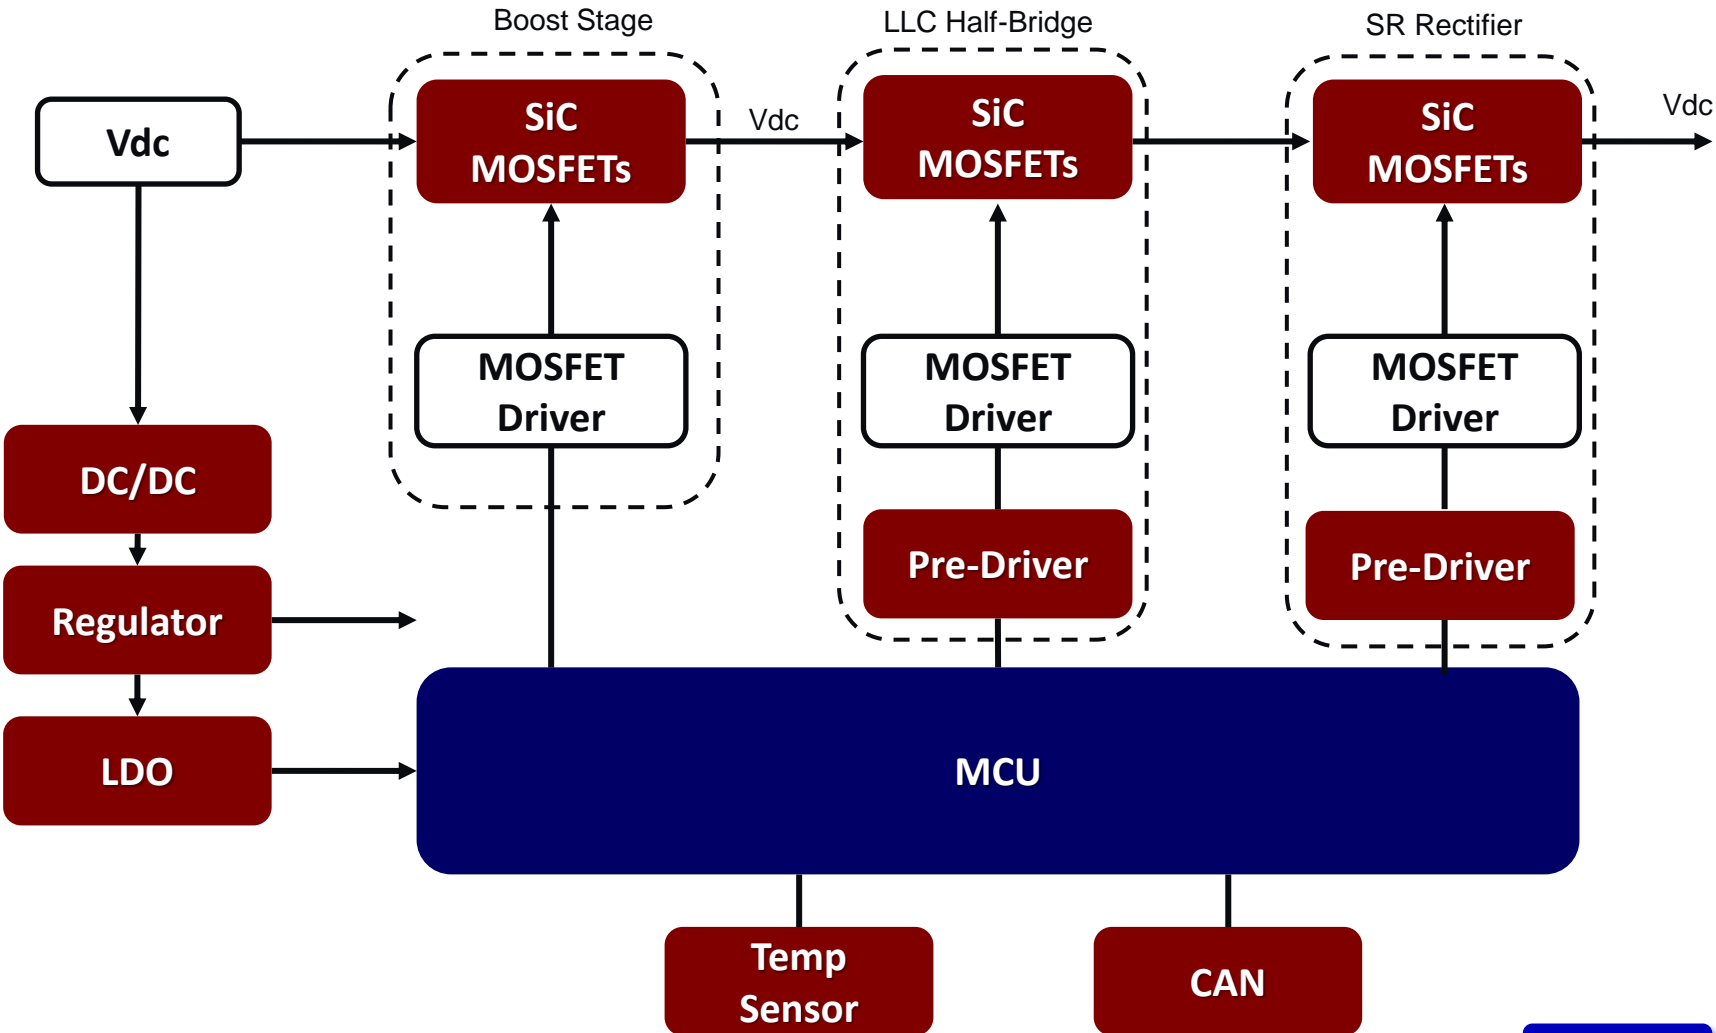 Boost Stage
LLC Half-Bridge
SR Rectifier
Vdc
SiC
MOSFETs
Vdc
SiC
MOSFETs
SiC
MOSFETs
Vdc
MOSFET
Driver
MOSFET
Driver
MOSFET
Driver
DC/DC
Pre-Driver
Pre-Driver
Regulator
LDO
MCU
Temp
Sensor
CAN